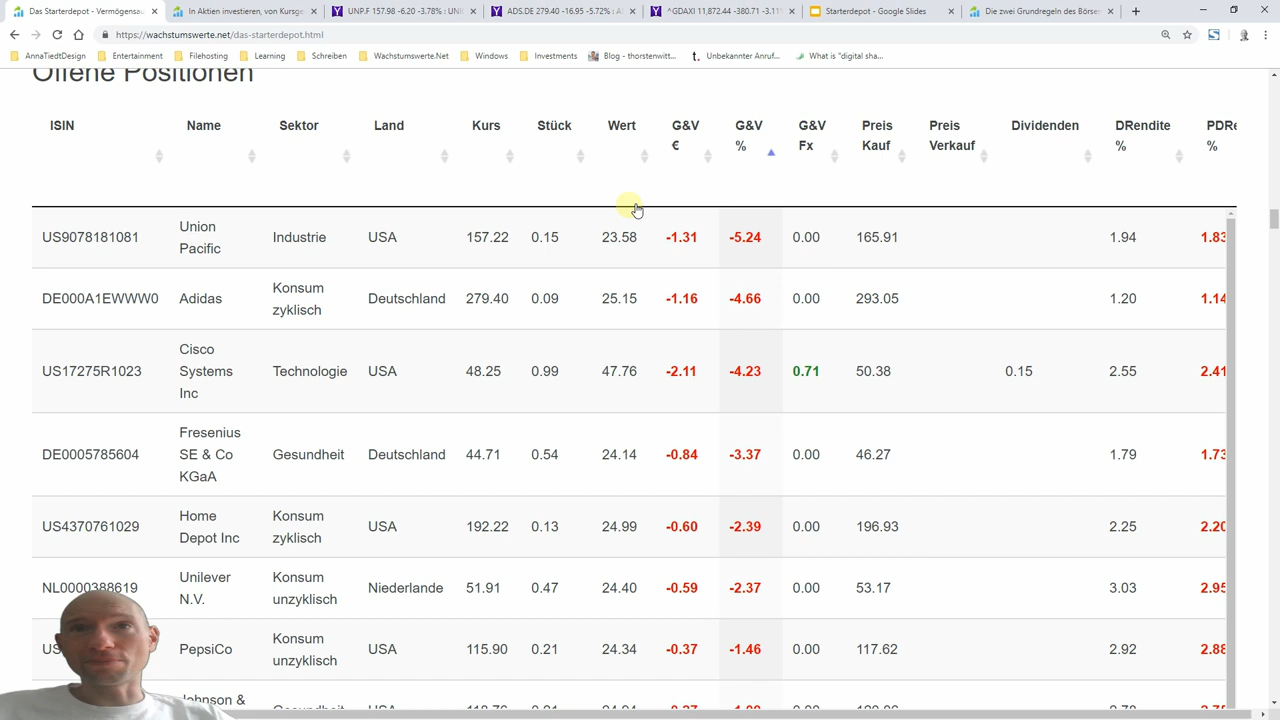 Das Starterdepot - Vermögensau
In Aktien investieren, von Kursge
UNP.F 157.98 -6.20 -3.78% : UNI
ADS.DE 279.40 -16.95 -5.72% : A
^GDAXI 11,872.44 -380.71 -3.11%
Starterdepot - Google Slides
Die zwei Grundregeln des Börsen
https://wachstumswerte.net/das-starterdepot.html
AnnaTiedtDesign Entertainment Filehosting Learning Schreiben Wachstumswerte.Net Windows Investments Blog - thorstenwitt... Unbekannter Anruf... What is "digital sha...
Offene Positionen
ISIN Name Sektor Land Kurs Stück Wert G&V € G&V % G&V Fx Preis Kauf Preis Verkauf Dividenden DRendite % PDRe %
US9078181081 Union Pacific Industrie USA 157.22 0.15 23.58 -1.31 -5.24 0.00 165.91 1.94 1.83
DE000A1EWWW0 Adidas Konsum zyklisch Deutschland 279.40 0.09 25.15 -1.16 -4.66 0.00 293.05 1.20 1.14
US17275R1023 Cisco Systems Inc Technologie USA 48.25 0.99 47.76 -2.11 -4.23 0.71 50.38 0.15 2.55 2.41
DE0005785604 Fresenius SE & Co KGaA Gesundheit Deutschland 44.71 0.54 24.14 -0.84 -3.37 0.00 46.27 1.79 1.73
US4370761029 Home Depot Inc Konsum zyklisch USA 192.22 0.13 24.99 -0.60 -2.39 0.00 196.93 2.25 2.20
NL0000388619 Unilever N.V. Konsum unzyklisch Niederlande 51.91 0.47 24.40 -0.59 -2.37 0.00 53.17 3.03 2.95
US PepsiCo Konsum unzyklisch USA 115.90 0.21 24.34 -0.37 -1.46 0.00 117.62 2.92 2.88
Johnson & Gesundheit USA